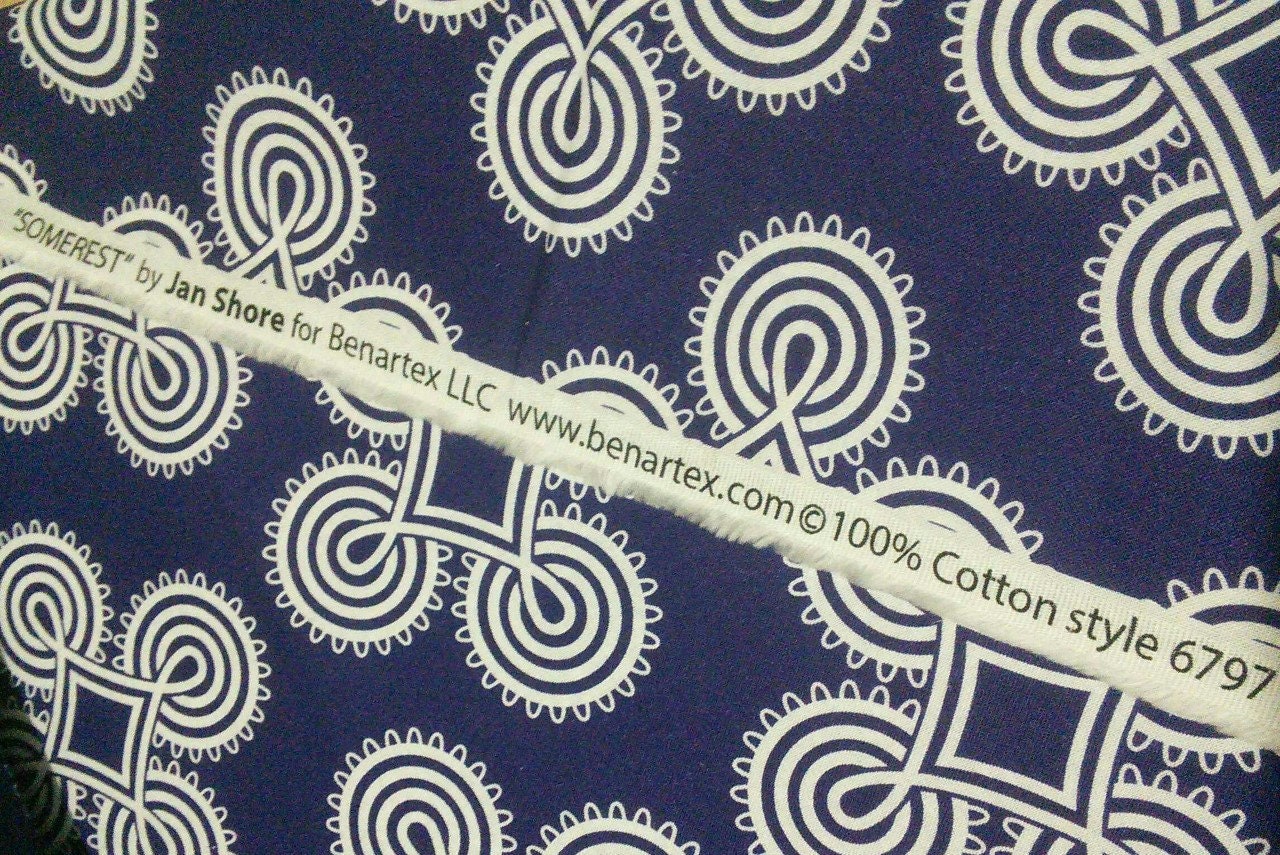 "SOMEREST" by Jan Shore for Benartex LLC www.benartex.com©100% Cotton style 6797